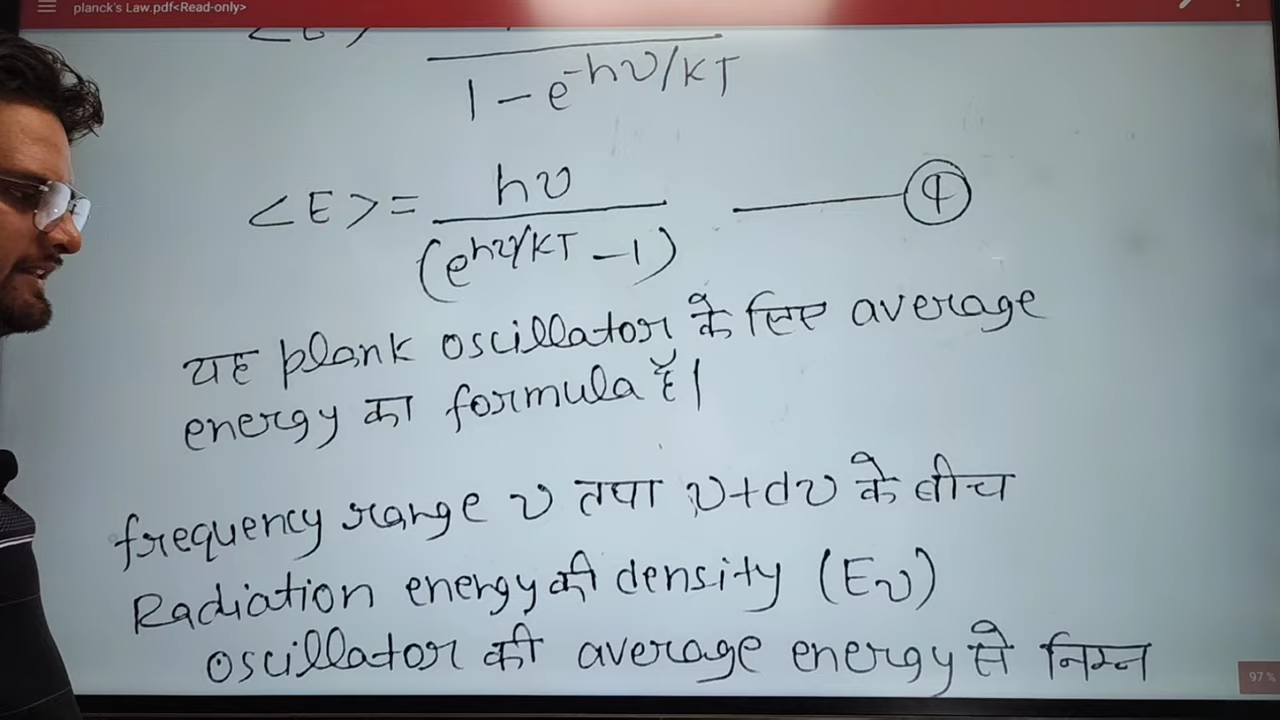 planck's Law.pdf<Read-only>
1 - e^-hν/KT
<E> = hν / (e^hν/KT - 1) ④
यह plank oscillator के लिए average
energy का formula है।
frequency range ν तथा ν+dν के बीच
Radiation energy की density (Eν)
oscillator की average energy से निम्न
97 %